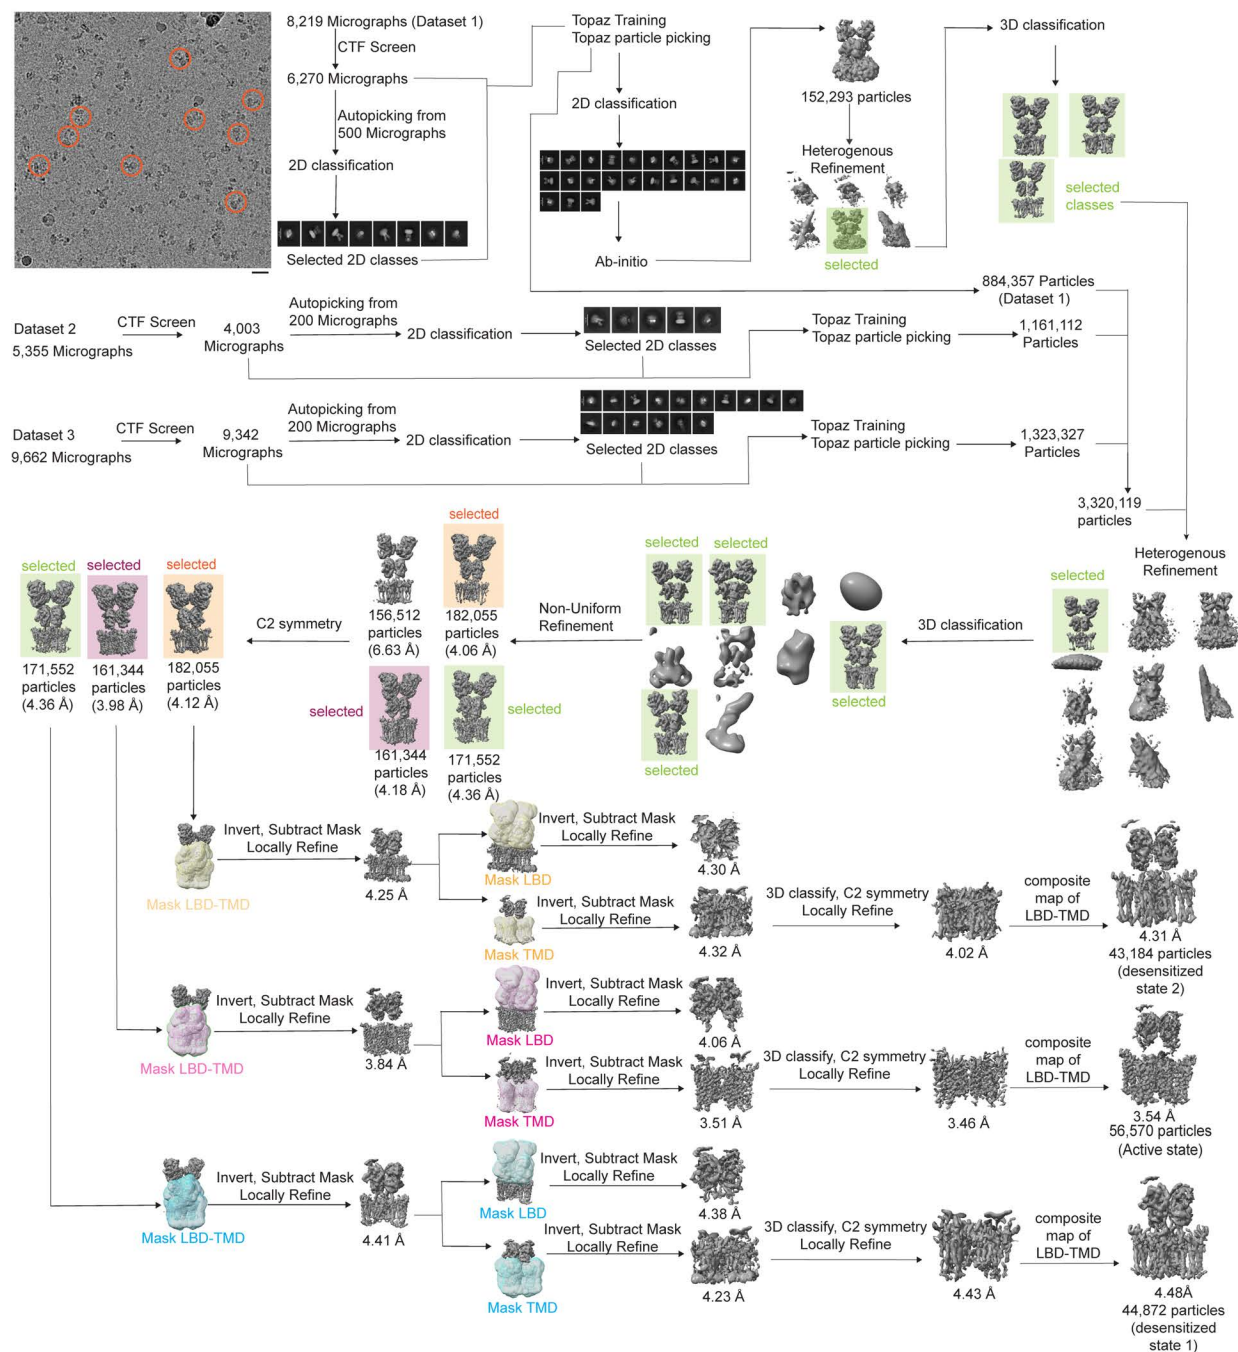 8,219 Micrographs (Dataset 1)
CTF Screen
6,270 Micrographs
Autopicking from
500 Micrographs
2D classification
Selected 2D classes
Topaz Training
Topaz particle picking
2D classification
Ab-initio
152,293 particles
Heterogenous
Refinement
selected
3D classification
selected
classes
884,357 Particles
(Dataset 1)
Dataset 2
5,355 Micrographs
CTF Screen
4,003
Micrographs
Autopicking from
200 Micrographs
2D classification
Selected 2D classes
Topaz Training
Topaz particle picking
1,161,112
Particles
Dataset 3
9,662 Micrographs
CTF Screen
9,342
Micrographs
Autopicking from
200 Micrographs
2D classification
Selected 2D classes
Topaz Training
Topaz particle picking
1,323,327
Particles
3,320,119
particles
Heterogenous
Refinement
selected
3D classification
selected
selected
selected
selected
Non-Uniform
Refinement
selected
156,512
particles
(6.63 Å)
182,055
particles
(4.06 Å)
selected
selected
161,344
particles
(4.18 Å)
171,552
particles
(4.36 Å)
C2 symmetry
selected
selected
selected
171,552
particles
(4.36 Å)
161,344
particles
(3.98 Å)
182,055
particles
(4.12 Å)
Mask LBD-TMD
Invert, Subtract Mask
Locally Refine
4.25 Å
Mask LBD
Invert, Subtract Mask
Locally Refine
4.30 Å
Mask TMD
Invert, Subtract Mask
Locally Refine
4.32 Å
3D classify, C2 symmetry
Locally Refine
4.02 Å
composite
map of
LBD-TMD
4.31 Å
43,184 particles
(desensitized
state 2)
Mask LBD-TMD
Invert, Subtract Mask
Locally Refine
3.84 Å
Mask LBD
Invert, Subtract Mask
Locally Refine
4.06 Å
Mask TMD
Invert, Subtract Mask
Locally Refine
3.51 Å
3D classify, C2 symmetry
Locally Refine
3.46 Å
composite
map of
LBD-TMD
3.54 Å
56,570 particles
(Active state)
Mask LBD-TMD
Invert, Subtract Mask
Locally Refine
4.41 Å
Mask LBD
Invert, Subtract Mask
Locally Refine
4.38 Å
Mask TMD
Invert, Subtract Mask
Locally Refine
4.23 Å
3D classify, C2 symmetry
Locally Refine
4.43 Å
composite
map of
LBD-TMD
4.48Å
44,872 particles
(desensitized
state 1)